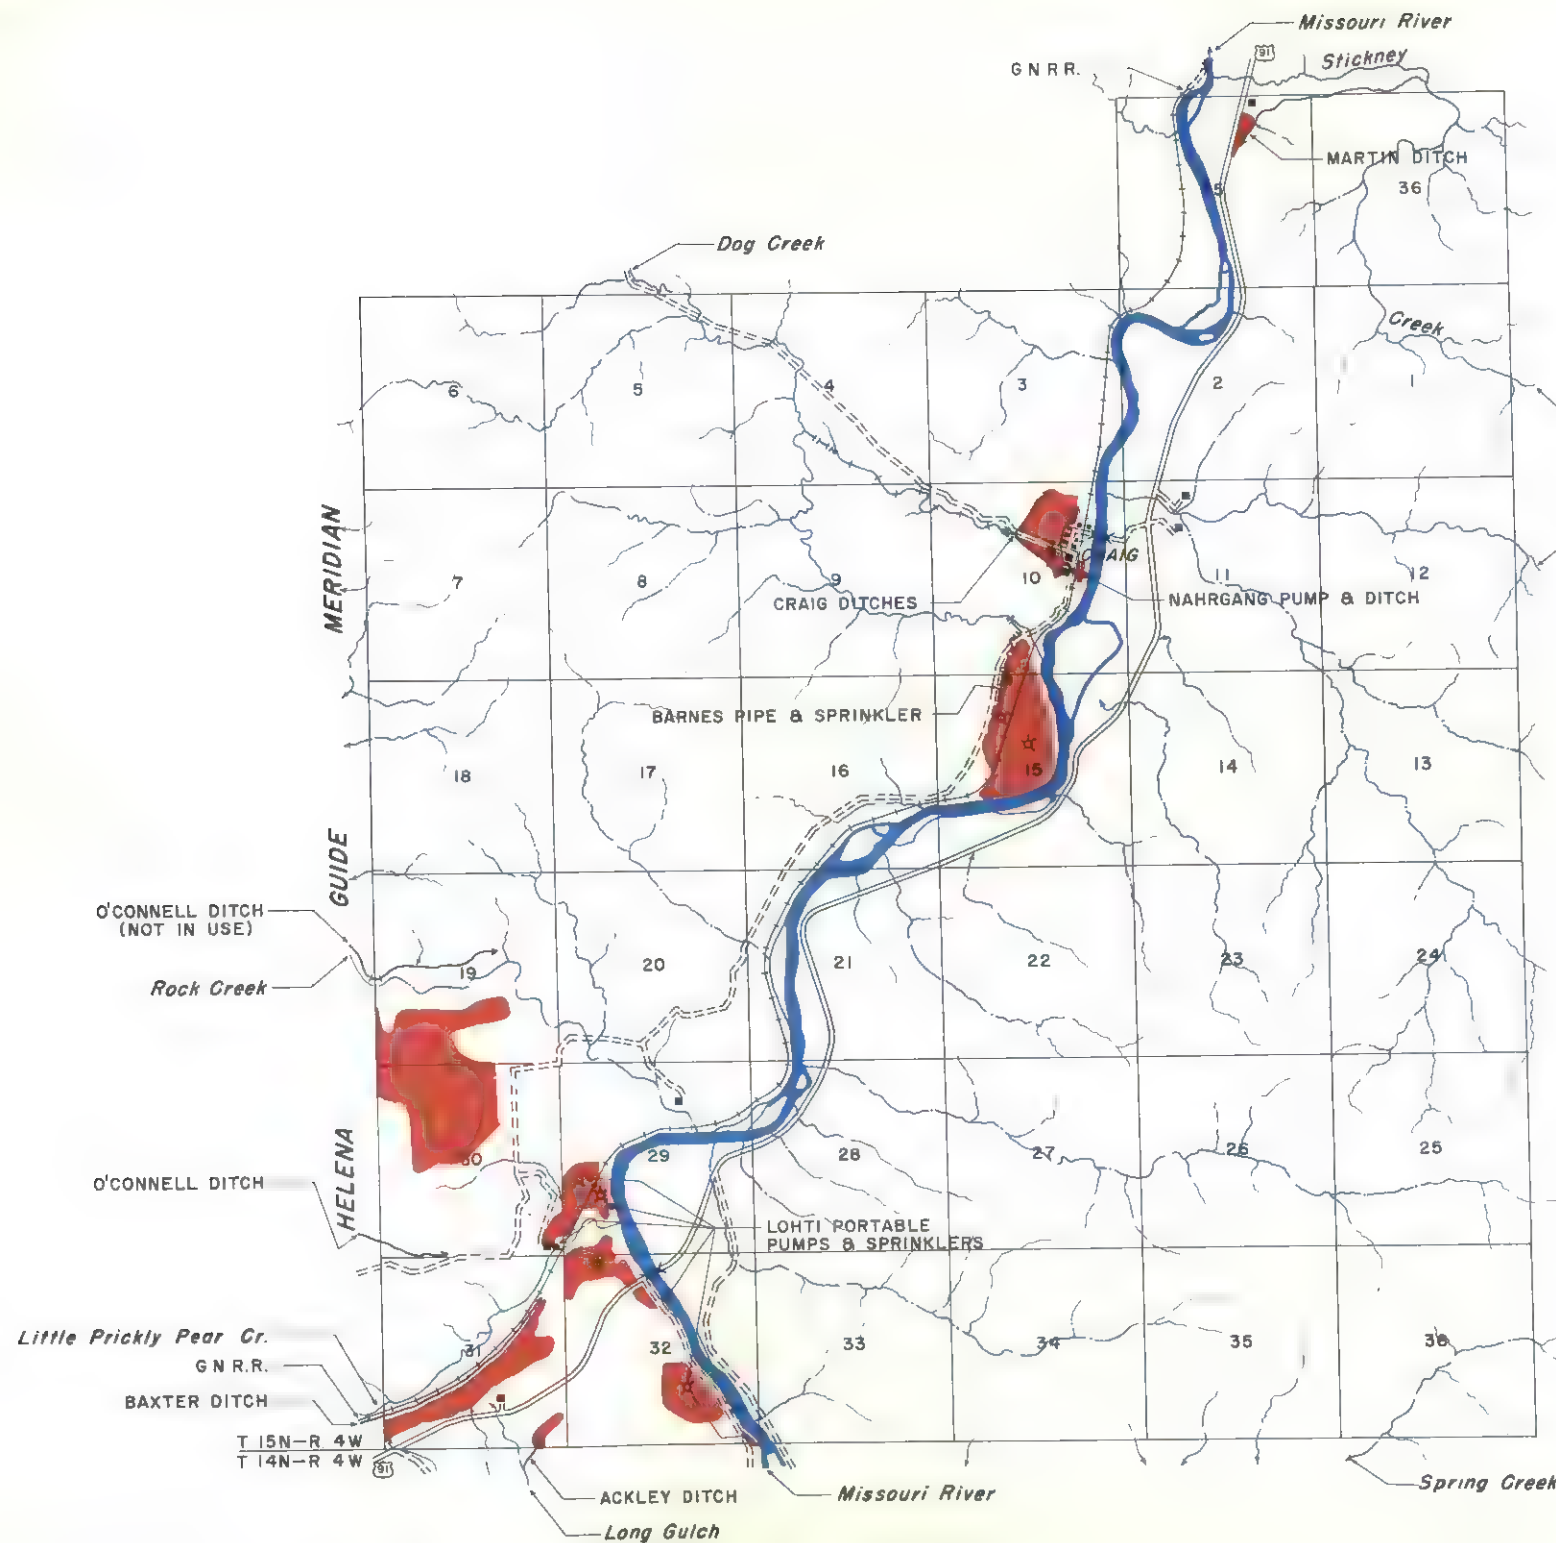 Missouri River
91
Stickney
G N R R.
MARTIN DITCH
36
Dog Creek
Creek
6
5
4
3
2
1
MERIDIAN
CRAIG
7
8
9
10
11
12
CRAIG DITCHES
NAHRGANG PUMP & DITCH
BARNES PIPE & SPRINKLER
18
17
16
15
14
13
GUIDE
O'CONNELL DITCH
(NOT IN USE)
Rock Creek
19
20
21
22
23
24
HELENA
30
29
28
27
26
25
O'CONNELL DITCH
LOHTI PORTABLE
PUMPS & SPRINKLERS
Little Prickly Pear Cr.
G N R.R.
BAXTER DITCH
31
32
33
34
35
36
T 15N-R 4W
T 14N-R 4W
91
ACKLEY DITCH
Missouri River
Spring Creek
Long Gulch